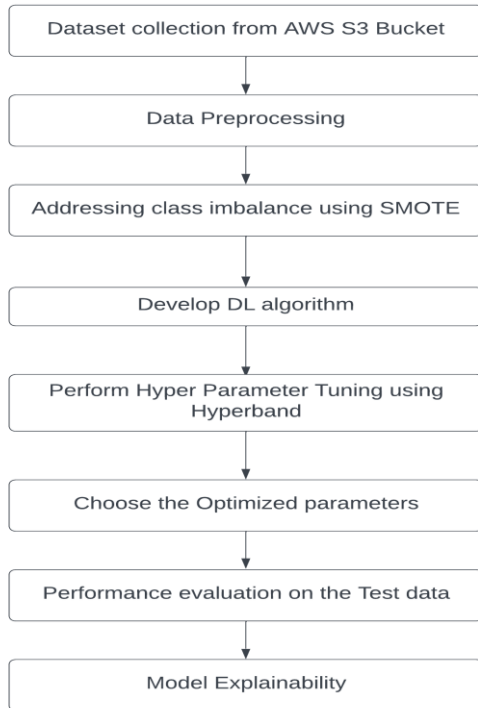 Dataset collection from AWS S3 Bucket
Data Preprocessing
Addressing class imbalance using SMOTE
Develop DL algorithm
Perform Hyper Parameter Tuning using
Hyperband
Choose the Optimized parameters
Performance evaluation on the Test data
Model Explainability